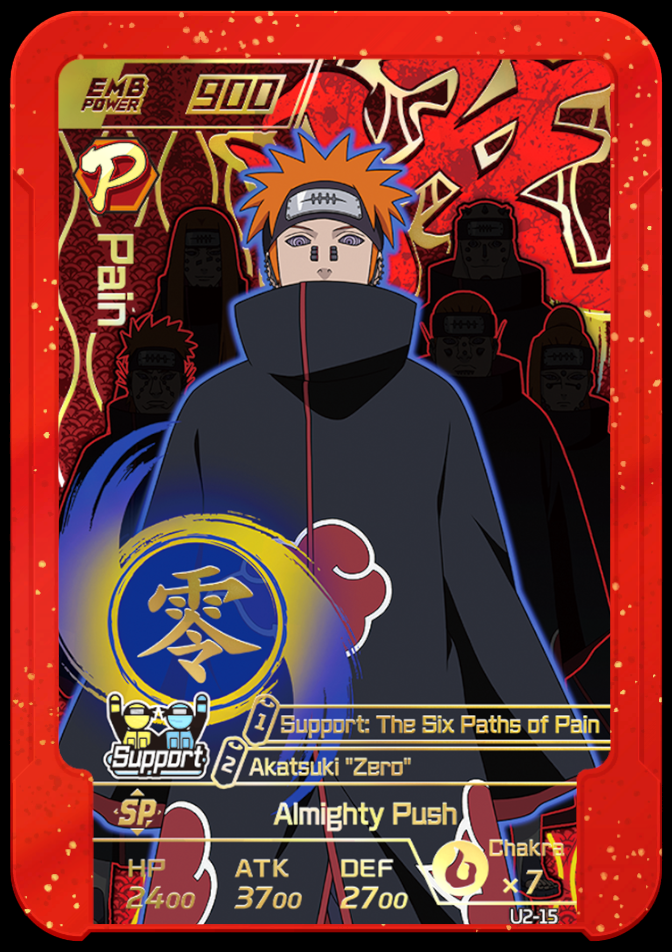 EMB
POWER
900
P
Pain
零
Support
1 Support: The Six Paths of Pain
2 Akatsuki "Zero"
SP
Almighty Push
HP ATK DEF Chakra
2400 3700 2700 ×7
U2-15